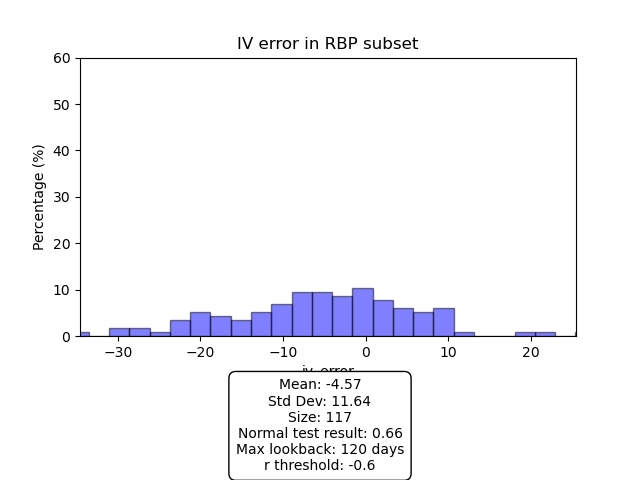 IV error in RBP subset
60
50
40
30
20
10
0
Percentage (%)
−30
−20
−10
0
10
20
iv_error
Mean: -4.57
Std Dev: 11.64
Size: 117
Normal test result: 0.66
Max lookback: 120 days
r threshold: -0.6